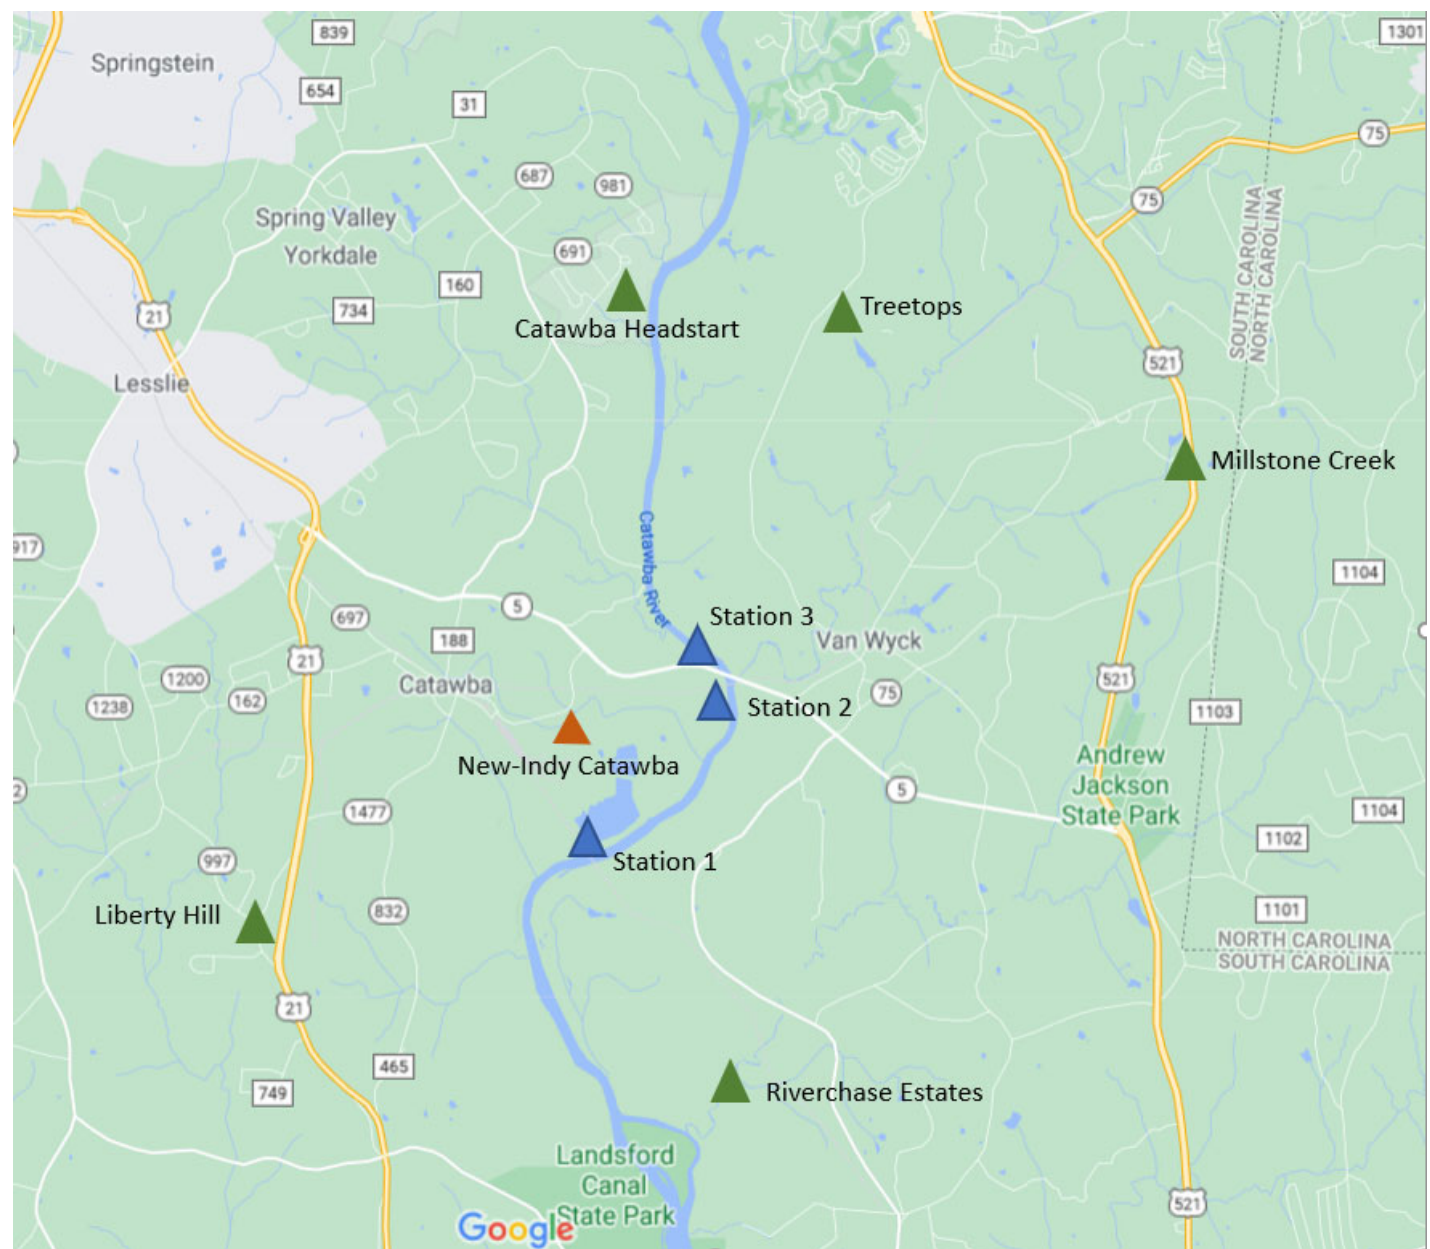 839
1301
Springstein
654
31
75
687
981
75
Spring Valley
Yorkdale
691
SOUTH CAROLINA
NORTH CAROLINA
160
734
21
Catawba Headstart
Treetops
521
Lesslie
Millstone Creek
Catawba River
917
1104
5
697
Station 3
188
Van Wyck
21
Catawba
1200
162
1238
75
521
1103
Station 2
New-Indy Catawba
Andrew
Jackson
State Park
2
5
1477
1104
1102
997
Station 1
832
Liberty Hill
1101
NORTH CAROLINA
SOUTH CAROLINA
21
465
749
Riverchase Estates
Landsford
Canal
State Park
Google
521